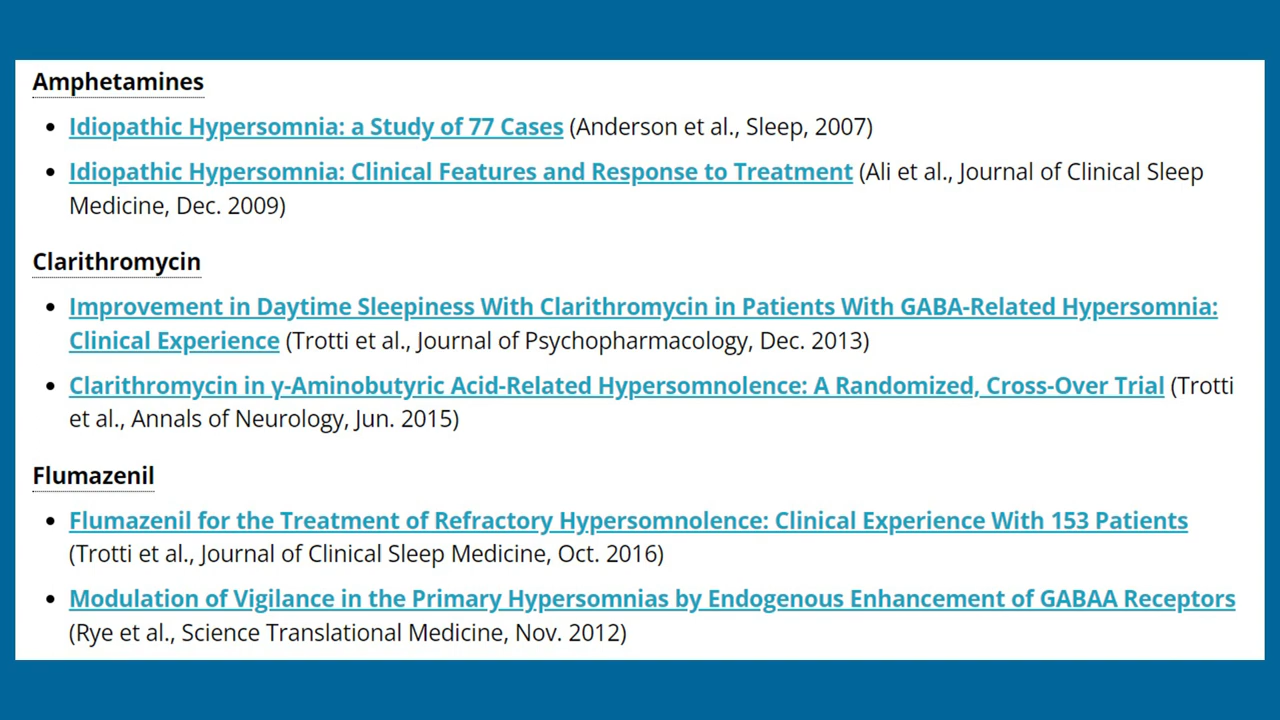 Amphetamines
• Idiopathic Hypersomnia: a Study of 77 Cases (Anderson et al., Sleep, 2007)
• Idiopathic Hypersomnia: Clinical Features and Response to Treatment (Ali et al., Journal of Clinical Sleep
Medicine, Dec. 2009)
Clarithromycin
• Improvement in Daytime Sleepiness With Clarithromycin in Patients With GABA-Related Hypersomnia:
Clinical Experience (Trotti et al., Journal of Psychopharmacology, Dec. 2013)
• Clarithromycin in γ-Aminobutyric Acid-Related Hypersomnolence: A Randomized, Cross-Over Trial (Trotti
et al., Annals of Neurology, Jun. 2015)
Flumazenil
• Flumazenil for the Treatment of Refractory Hypersomnolence: Clinical Experience With 153 Patients
(Trotti et al., Journal of Clinical Sleep Medicine, Oct. 2016)
• Modulation of Vigilance in the Primary Hypersomnias by Endogenous Enhancement of GABAA Receptors
(Rye et al., Science Translational Medicine, Nov. 2012)